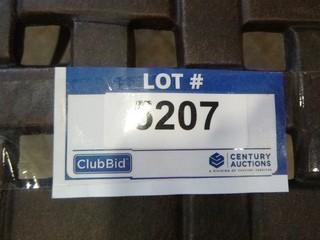 LOT #
5207
ClubBid
CENTURY
AUCTIONS